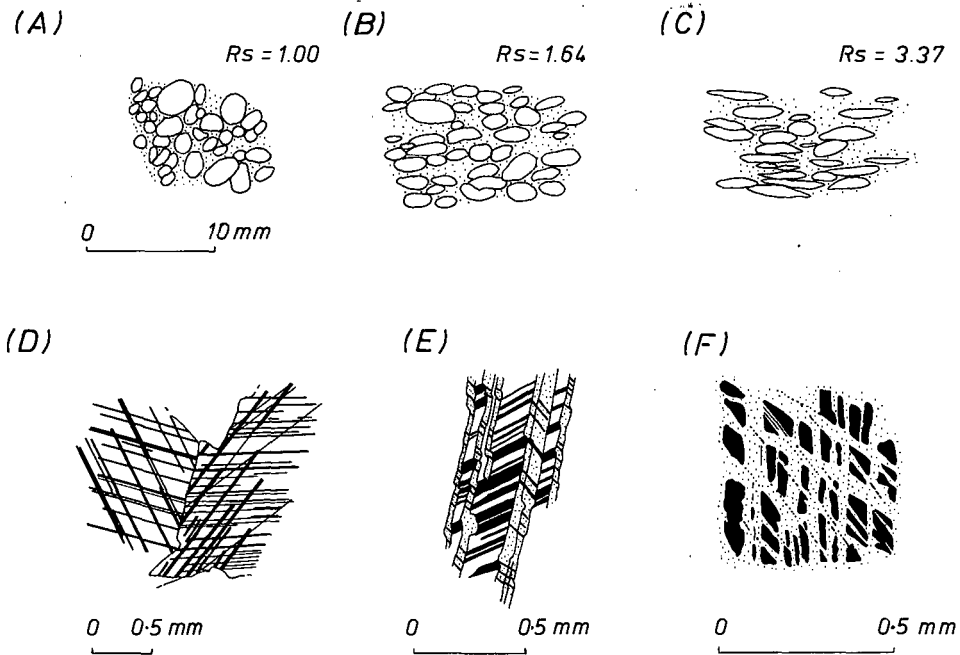 (A)
(B)
(C)
Rs = 1.00
Rs = 1.64
Rs = 3.37
0 10 mm
(D)
(E)
(F)
0 0·5 mm
0 0·5 mm
0 0·5 mm